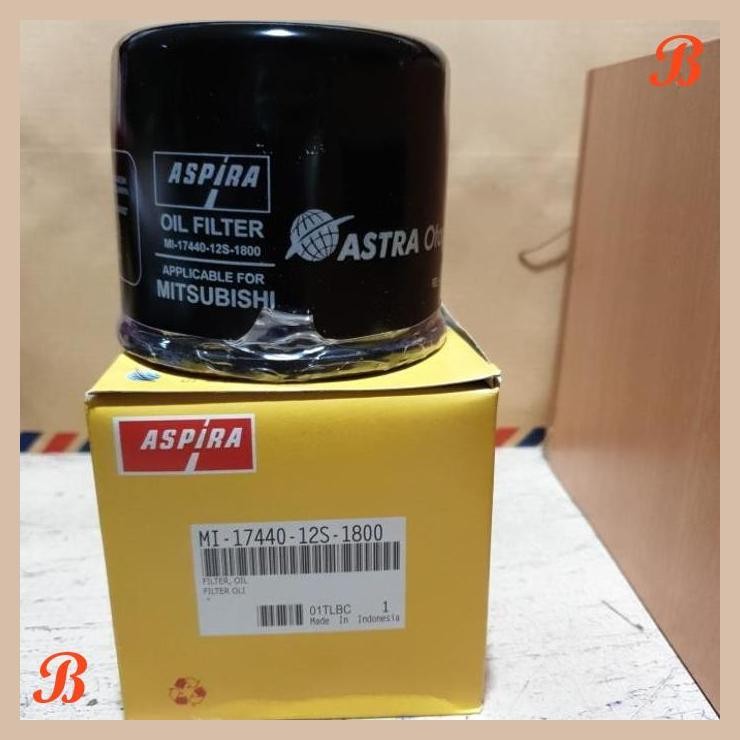 B
ASPIRA
OIL FILTER
MI-17440-12S-1800
APPLICABLE FOR
MITSUBISHI
ASTRA Oto
ASPIRA
MI-17440-12S-1800
FILTER, OIL
FILTER OLI
01TLBC 1
Made In Indonesia
B